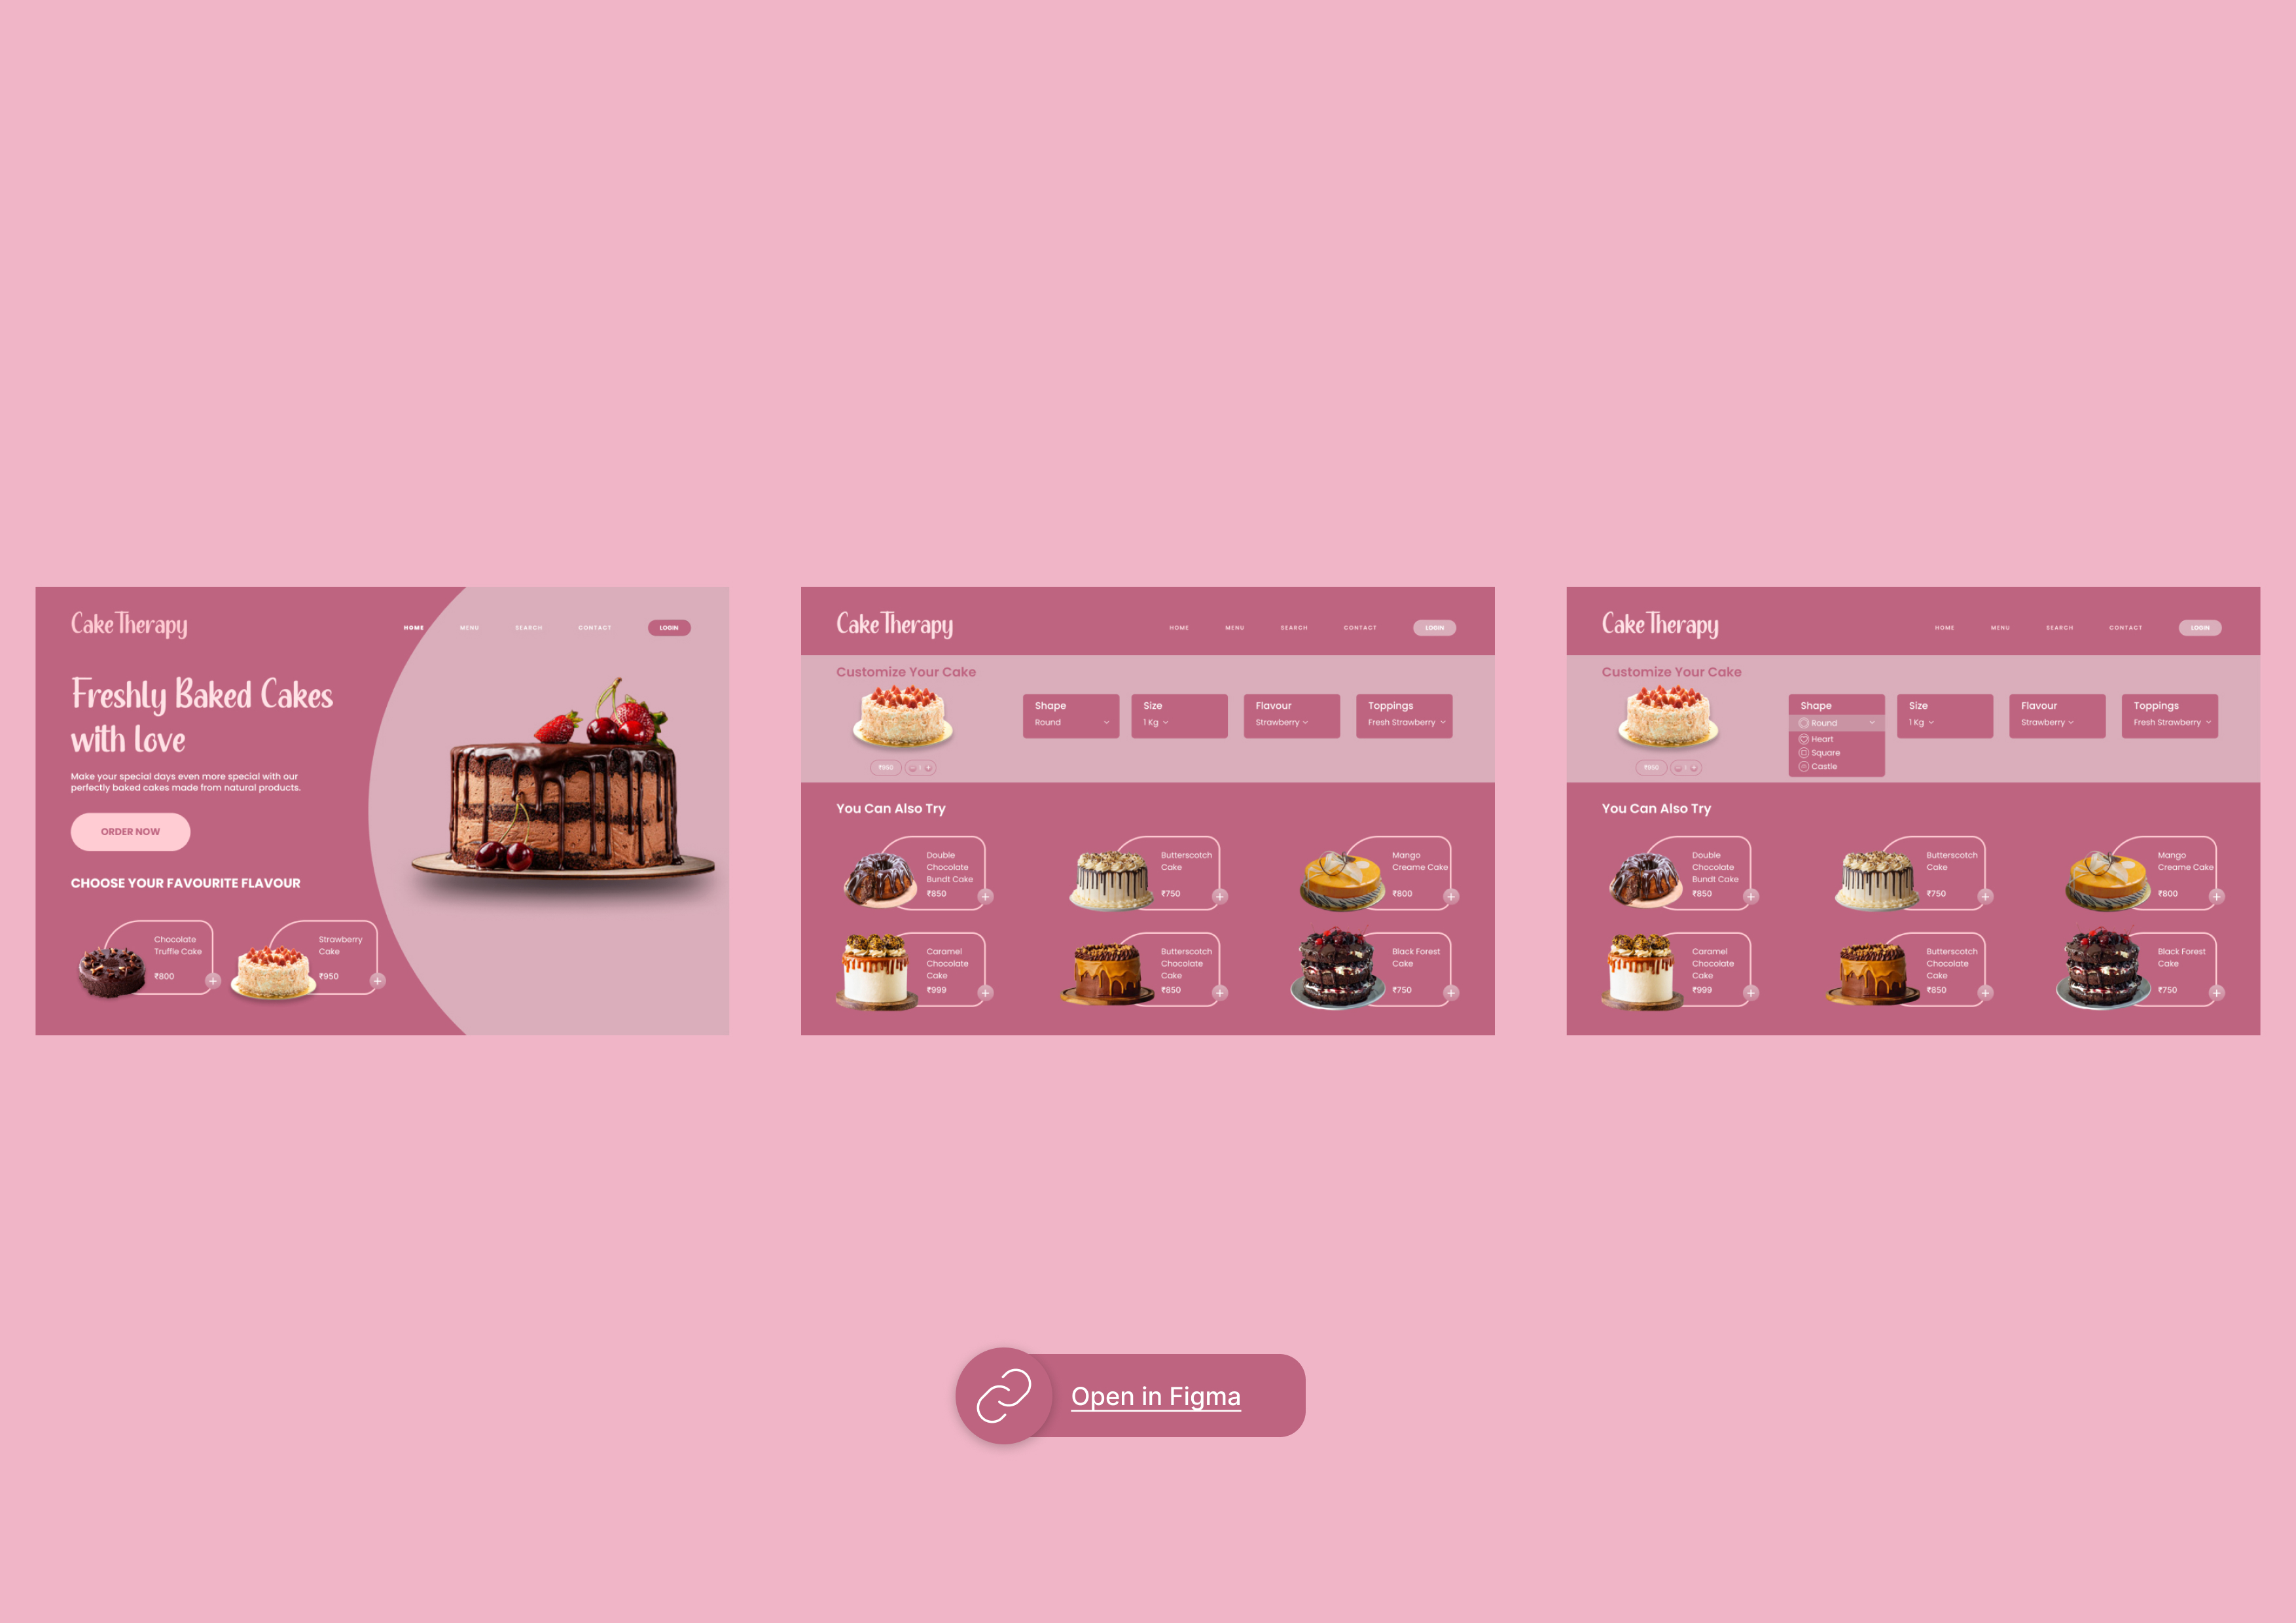 Cake Therapy
HOME MENU SEARCH CONTACT LOGIN
Freshly Baked Cakes
with love
Make your special days even more special with our
perfectly baked cakes made from natural products.
ORDER NOW
CHOOSE YOUR FAVOURITE FLAVOUR
Chocolate
Truffle Cake
₹800
Strawberry
Cake
₹950
Cake Therapy
HOME MENU SEARCH CONTACT LOGIN
Customize Your Cake
₹950 1
Shape
Round
Size
1 Kg
Flavour
Strawberry
Toppings
Fresh Strawberry
You Can Also Try
Double
Chocolate
Bundt Cake
₹850
Butterscotch
Cake
₹750
Mango
Creame Cake
₹800
Caramel
Chocolate
Cake
₹999
Butterscotch
Chocolate
Cake
₹850
Black Forest
Cake
₹750
Cake Therapy
HOME MENU SEARCH CONTACT LOGIN
Customize Your Cake
₹950 1
Shape
Round
Heart
Square
Castle
Size
1 Kg
Flavour
Strawberry
Toppings
Fresh Strawberry
You Can Also Try
Double
Chocolate
Bundt Cake
₹850
Butterscotch
Cake
₹750
Mango
Creame Cake
₹800
Caramel
Chocolate
Cake
₹999
Butterscotch
Chocolate
Cake
₹850
Black Forest
Cake
₹750
Open in Figma